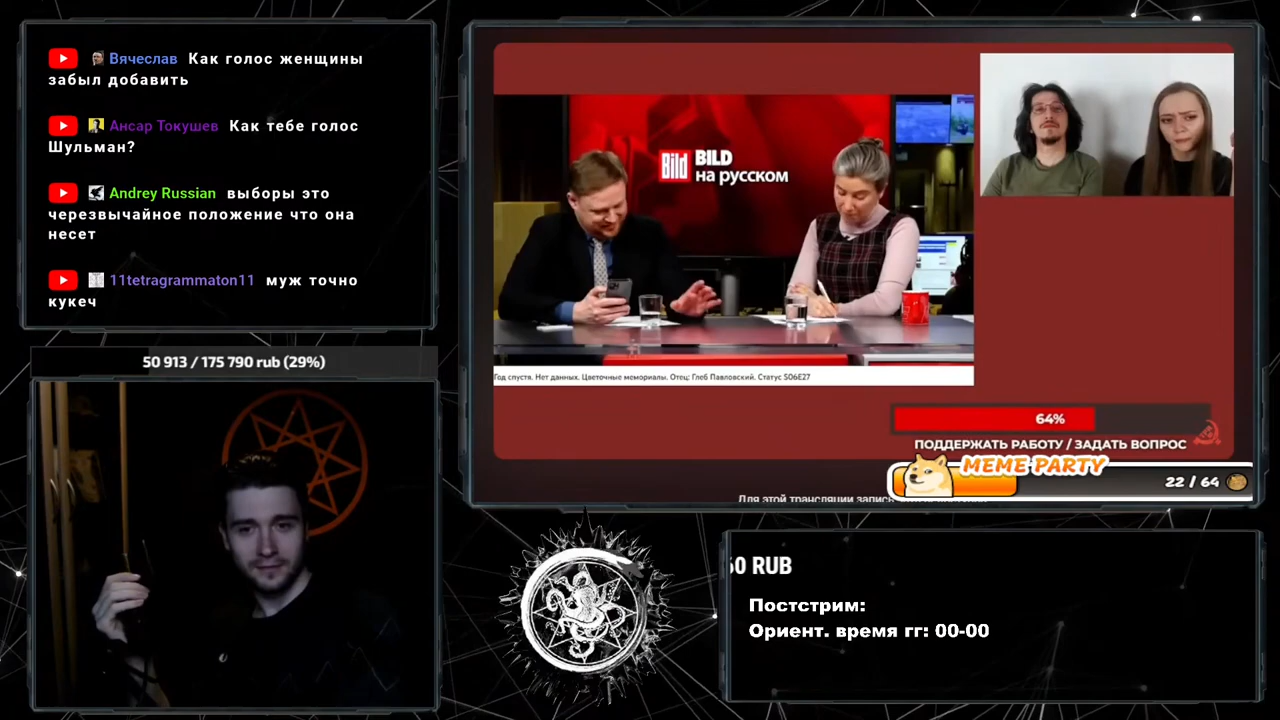 Вячеслав Как голос женщины
забыл добавить
Ансар Токушев Как тебе голос
Шульман?
Andrey Russian выборы это
черезвычайное положение что она
несет
11tetragrammaton11 муж точно
кукеч
50 913 / 175 790 rub (29%)
Bild
BILD
на русском
Год спустя. Нет данных. Цветочные мемориалы. Отец: Глеб Павловский. Статус S06E27
64%
ПОДДЕРЖАТЬ РАБОТУ / ЗАДАТЬ ВОПРОС
MEME PARTY
22 / 64
Для этой трансляции
60 RUB
Постстрим:
Ориент. время гг: 00-00